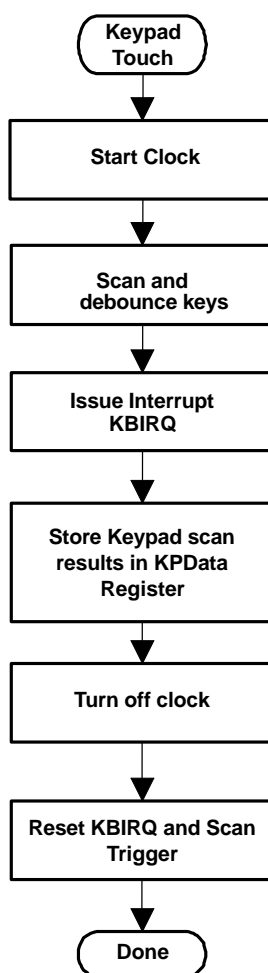 Keypad
Touch
Start Clock
Scan and
debounce keys
Issue Interrupt
KBIRQ
Store Keypad scan
results in KPData
Register
Turn off clock
Reset KBIRQ and Scan
Trigger
Done